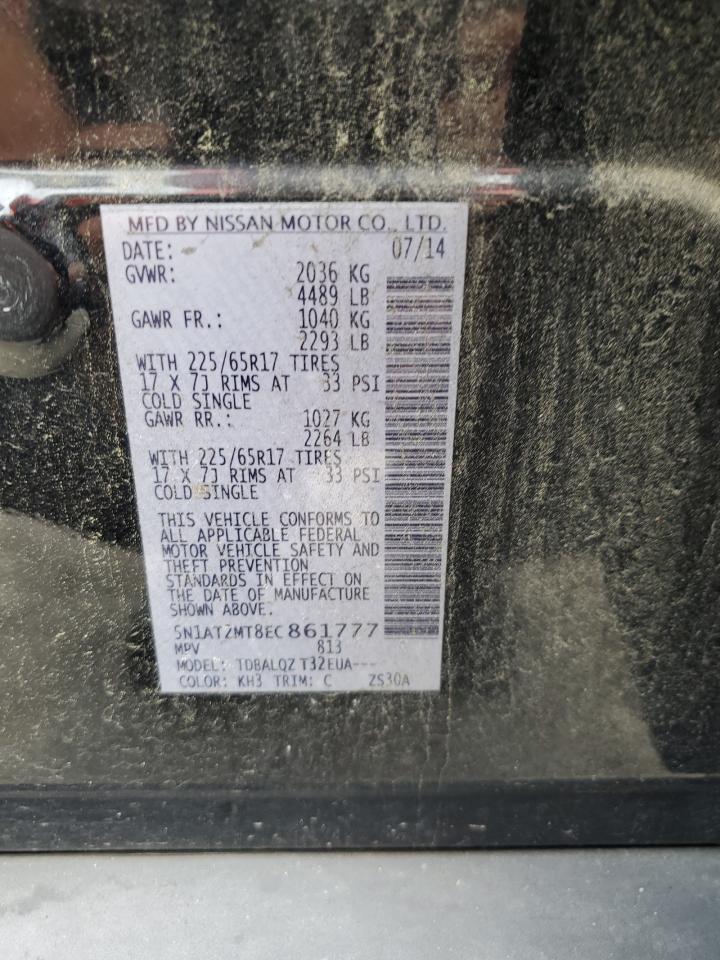 MFD BY NISSAN MOTOR CO., LTD.
DATE: 07/14
GVWR: 2036 KG
4489 LB
GAWR FR.: 1040 KG
2293 LB
WITH 225/65R17 TIRES
17 X 7J RIMS AT 33 PSI
COLD SINGLE
GAWR RR.: 1027 KG
2264 LB
WITH 225/65R17 TIRES
17 X 7J RIMS AT 33 PSI
COLD SINGLE
THIS VEHICLE CONFORMS TO
ALL APPLICABLE FEDERAL
MOTOR VEHICLE SAFETY AND
THEFT PREVENTION
STANDARDS IN EFFECT ON
THE DATE OF MANUFACTURE
SHOWN ABOVE.
5N1AT2MT8EC861777
MPV 813
MODEL: TDBALQZ T32EUA---
COLOR: KH3 TRIM: C ZS30A